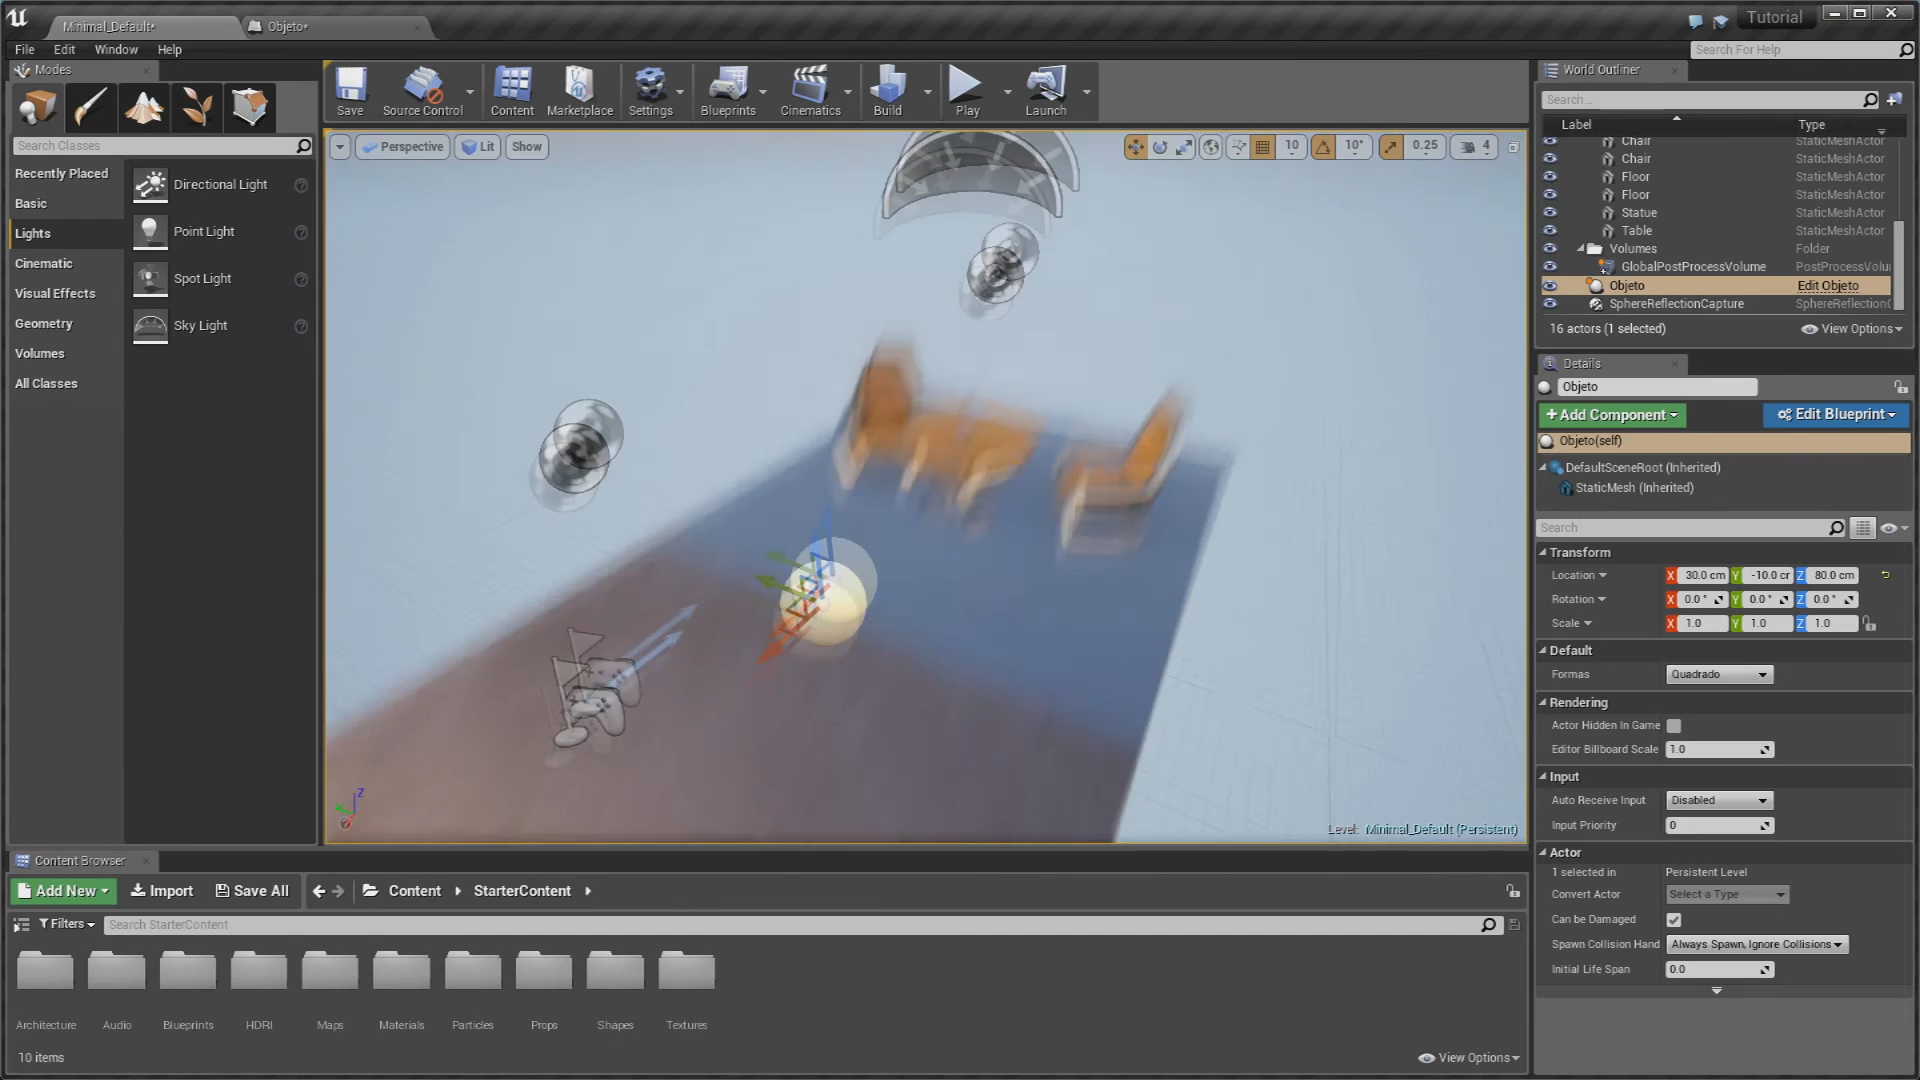 Minimal_Default*
Objeto*
Tutorial
File Edit Window Help
Search For Help
Modes
Search Classes
Recently Placed
Basic
Lights
Cinematic
Visual Effects
Geometry
Volumes
All Classes
Directional Light
Point Light
Spot Light
Sky Light
Save
Source Control
Content
Marketplace
Settings
Blueprints
Cinematics
Build
Play
Launch
Perspective
Lit
Show
10
10°
0.25
4
Z
Level: Minimal_Default (Persistent)
World Outliner
Search...
Label Type
Chair StaticMeshActor
Chair StaticMeshActor
Floor StaticMeshActor
Floor StaticMeshActor
Statue StaticMeshActor
Table StaticMeshActor
Volumes Folder
GlobalPostProcessVolume PostProcessVolu
Objeto Edit Objeto
SphereReflectionCapture SphereReflectionC
16 actors (1 selected) View Options
Details
Objeto
+Add Component
Edit Blueprint
Objeto(self)
DefaultSceneRoot (Inherited)
StaticMesh (Inherited)
Search
Transform
Location X 30.0 cm Y -10.0 cr Z 80.0 cm
Rotation X 0.0 ° Y 0.0 ° Z 0.0 °
Scale X 1.0 Y 1.0 Z 1.0
Default
Formas Quadrado
Rendering
Actor Hidden In Game
Editor Billboard Scale 1.0
Input
Auto Receive Input Disabled
Input Priority 0
Actor
1 selected in Persistent Level
Convert Actor Select a Type
Can be Damaged
Spawn Collision Hand Always Spawn, Ignore Collisions
Initial Life Span 0.0
Content Browser
Add New Import Save All Content StarterContent
Filters Search StarterContent
Architecture Audio Blueprints HDRI Maps Materials Particles Props Shapes Textures
10 items View Options